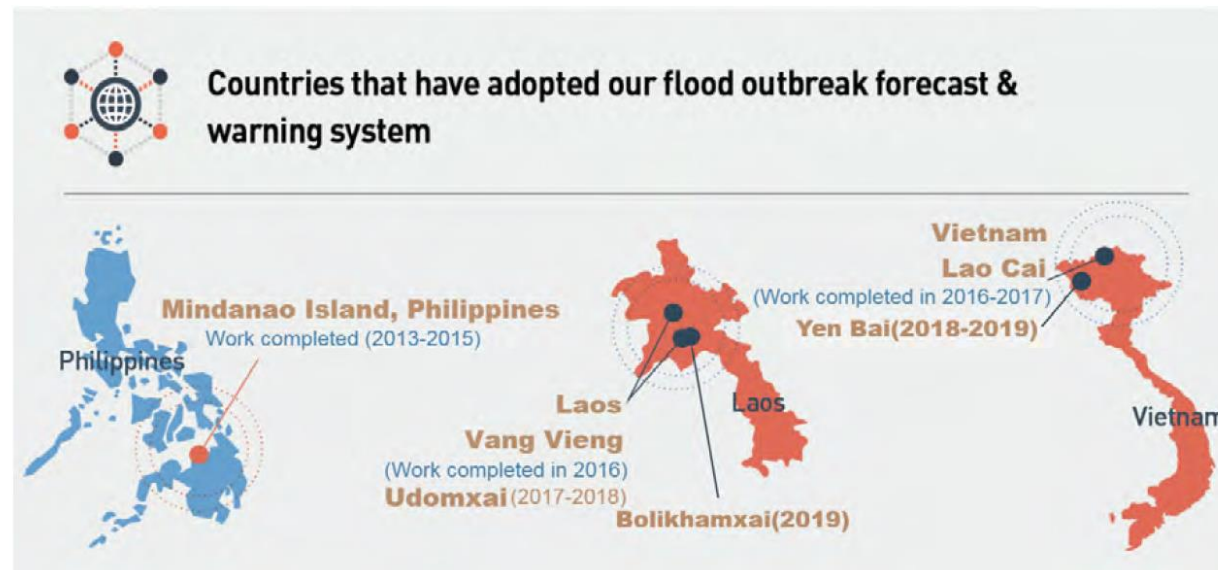 Countries that have adopted our flood outbreak forecast &
warning system
Mindanao Island, Philippines
Work completed (2013-2015)
Philippines
Laos
Vang Vieng
(Work completed in 2016)
Udomxai (2017-2018)
Bolikhamxai(2019)
Laos
Vietnam
Lao Cai
(Work completed in 2016-2017)
Yen Bai(2018-2019)
Vietnam